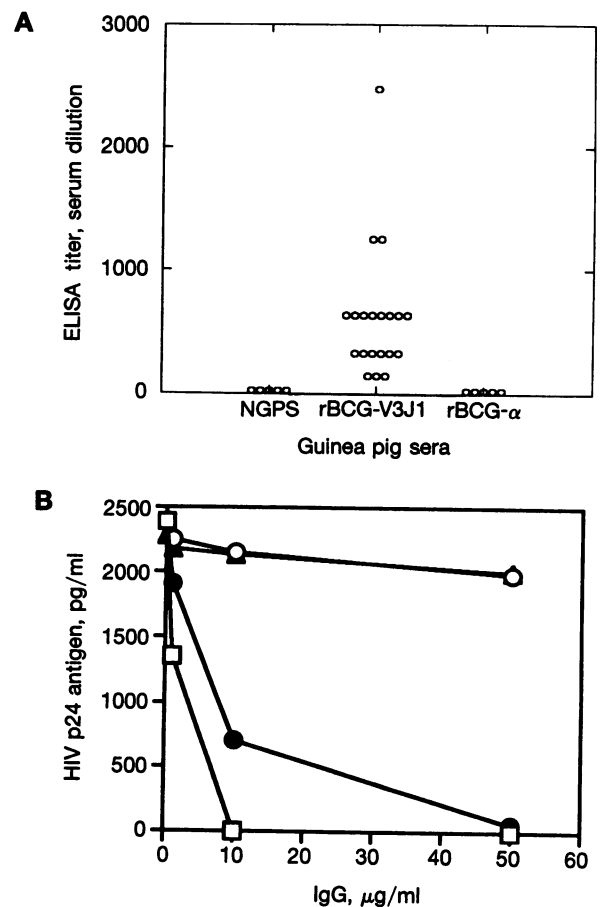 A
3000
2000
1000
0
ELISA titer, serum dilution
NGPS rBCG-V3J1 rBCG-α
Guinea pig sera
B
2500
2000
1500
1000
500
0
HIV p24 antigen, pg/ml
0 10 20 30 40 50 60
IgG, μg/ml